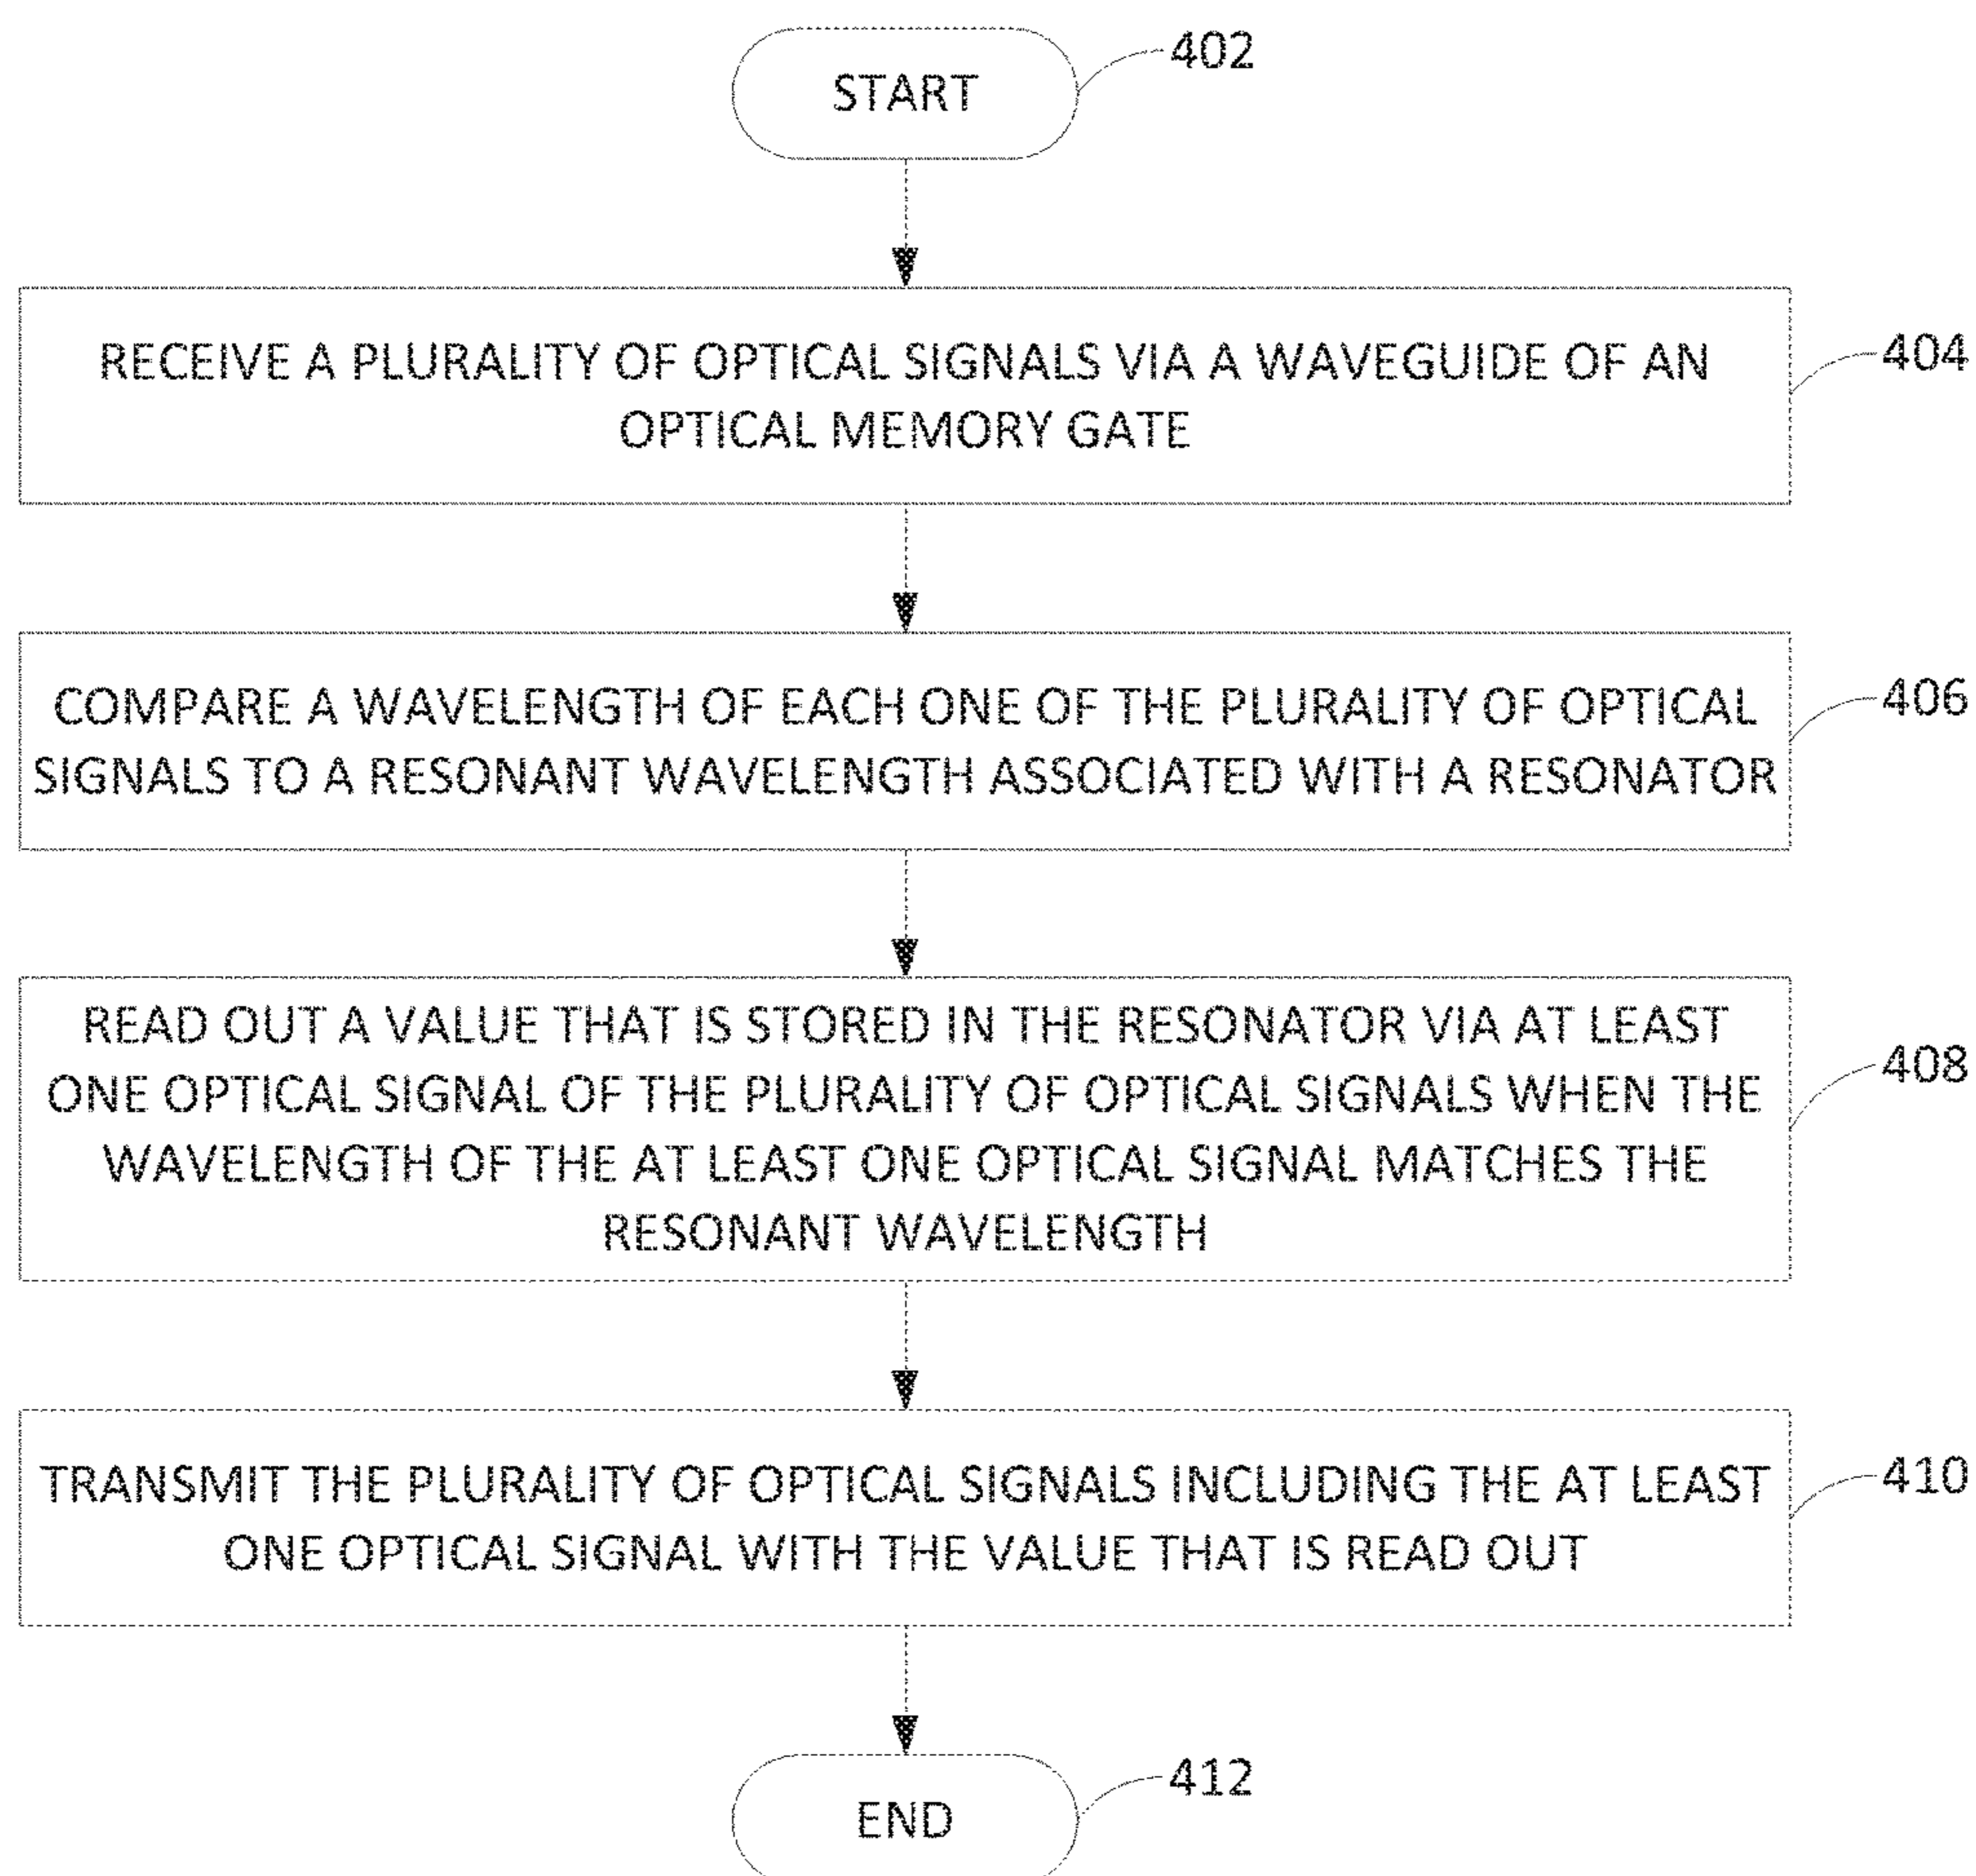 START
402
RECEIVE A PLURALITY OF OPTICAL SIGNALS VIA A WAVEGUIDE OF AN
OPTICAL MEMORY GATE
404
COMPARE A WAVELENGTH OF EACH ONE OF THE PLURALITY OF OPTICAL
SIGNALS TO A RESONANT WAVELENGTH ASSOCIATED WITH A RESONATOR
406
READ OUT A VALUE THAT IS STORED IN THE RESONATOR VIA AT LEAST
ONE OPTICAL SIGNAL OF THE PLURALITY OF OPTICAL SIGNALS WHEN THE
WAVELENGTH OF THE AT LEAST ONE OPTICAL SIGNAL MATCHES THE
RESONANT WAVELENGTH
408
TRANSMIT THE PLURALITY OF OPTICAL SIGNALS INCLUDING THE AT LEAST
ONE OPTICAL SIGNAL WITH THE VALUE THAT IS READ OUT
410
END
412